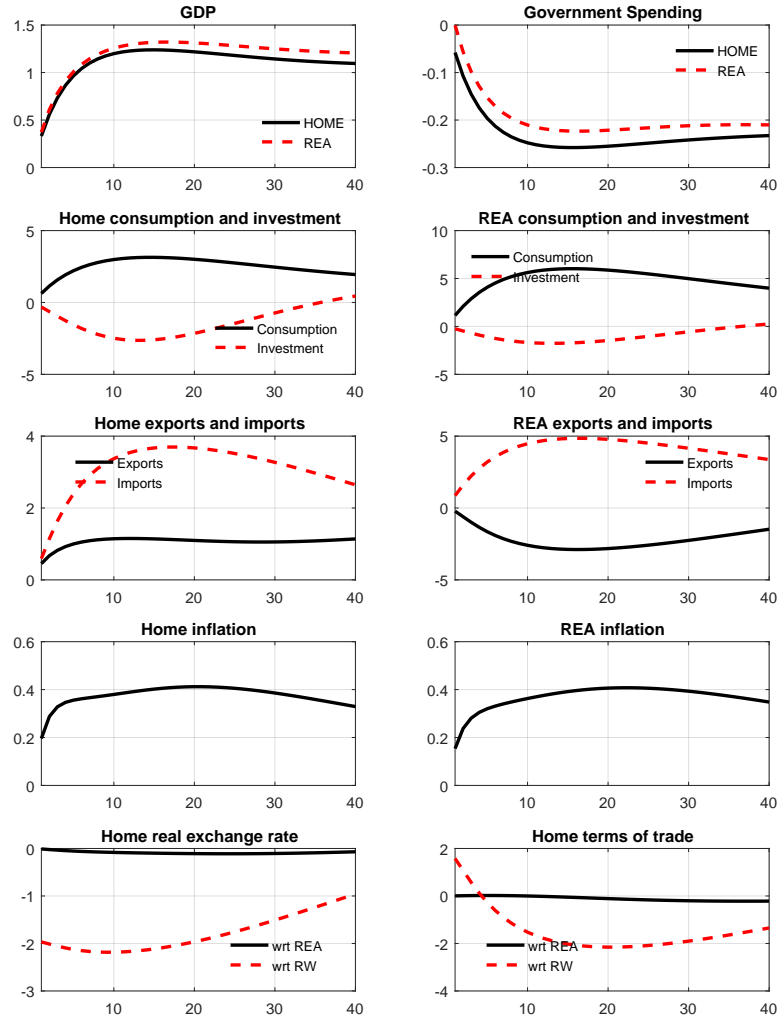 GDP
1.5
1
0.5
0
HOME
REA
10
20
30
40
Government Spending
0
-0.1
-0.2
-0.3
HOME
REA
10
20
30
40
Home consumption and investment
5
0
-5
Consumption
Investment
10
20
30
40
REA consumption and investment
10
5
0
-5
Consumption
Investment
10
20
30
40
Home exports and imports
4
2
0
Exports
Imports
10
20
30
40
REA exports and imports
5
0
-5
Exports
Imports
10
20
30
40
Home inflation
0.6
0.4
0.2
0
10
20
30
40
REA inflation
0.6
0.4
0.2
0
10
20
30
40
Home real exchange rate
0
-1
-2
-3
wrt REA
wrt RW
10
20
30
40
Home terms of trade
2
0
-2
-4
wrt REA
wrt RW
10
20
30
40